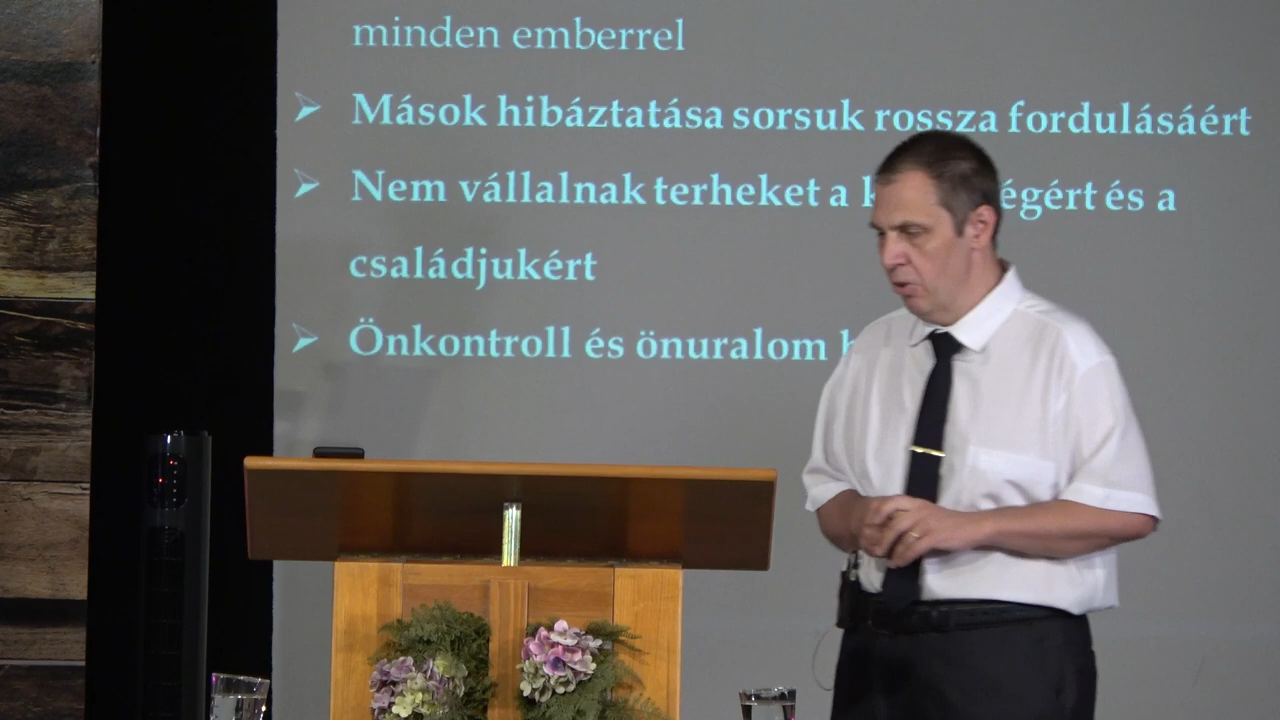 minden emberrel
Mások hibáztatása sorsuk rossza fordulásáért
Nem vállalnak terheket a és a
családjukért
Önkontroll és önuralom